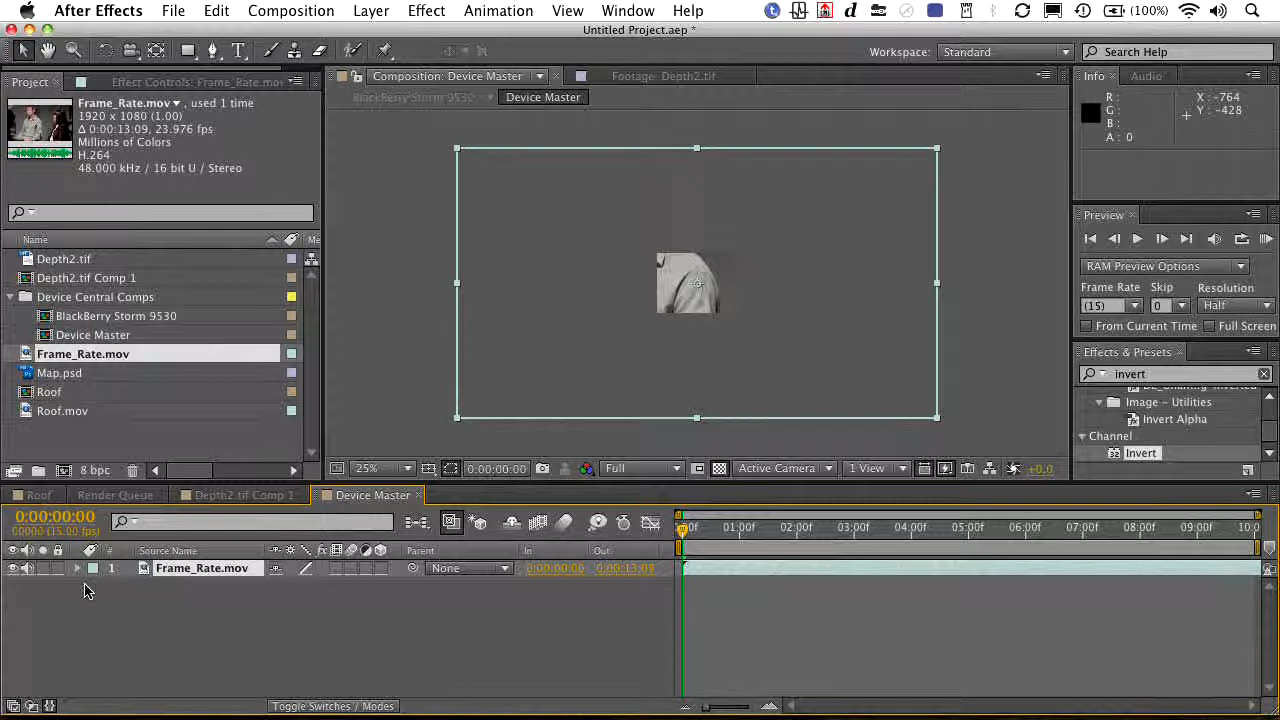 After Effects File Edit Composition Layer Effect Animation View Window Help (100%)
Untitled Project.aep *
Workspace: Standard Search Help
Project Effect Controls: Frame_Rate.mov
Composition: Device Master Footage: Depth2.tif
Info Audio
Frame_Rate.mov , used 1 time
1920 x 1080 (1.00)
Δ 0:00:13:09, 23.976 fps
Millions of Colors
H.264
48.000 kHz / 16 bit U / Stereo
BlackBerry Storm 9530 Device Master
R :
G :
B :
A : 0
X : -764
Y : -428
Preview
RAM Preview Options
Frame Rate Skip Resolution
(15) 0 Half
From Current Time Full Screen
Name Me
Depth2.tif
Depth2.tif Comp 1
Device Central Comps
BlackBerry Storm 9530
Device Master
Frame_Rate.mov
Map.psd
Roof
Roof.mov
8 bpc
Effects & Presets
invert
Image – Utilities
Invert Alpha
Channel
32 Invert
25% 0:00:00:00 Full Active Camera 1 View +0.0
Roof Render Queue Depth2.tif Comp 1 Device Master
0:00:00:00
00000 (15.00 fps)
01:00f 02:00f 03:00f 04:00f 05:00f 06:00f 07:00f 08:00f 09:00f 10:0
# Source Name fx Parent In Out
1 Frame_Rate.mov None 0:00:00:00 0:00:13:08
Toggle Switches / Modes